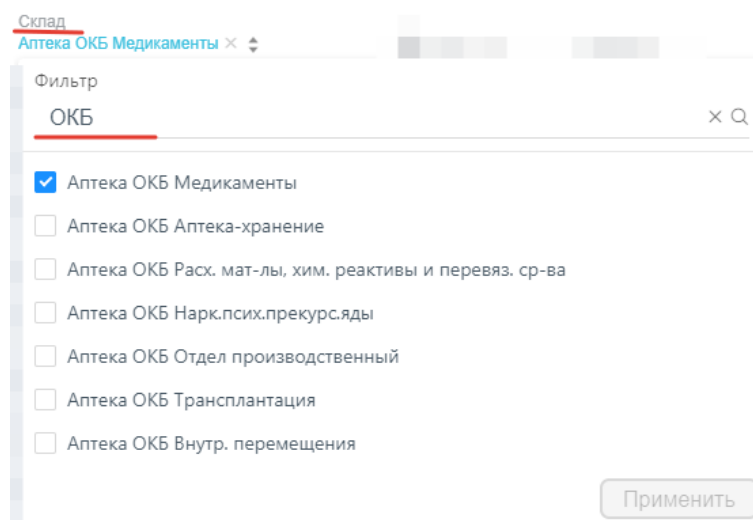 Склад
Аптека ОКБ Медикаменты
Фильтр
ОКБ
Аптека ОКБ Медикаменты
Аптека ОКБ Аптека-хранение
Аптека ОКБ Расх. мат-лы, хим. реактивы и перевяз. ср-ва
Аптека ОКБ Нарк.псих.прекурс.яды
Аптека ОКБ Отдел производственный
Аптека ОКБ Трансплантация
Аптека ОКБ Внутр. перемещения
Применить